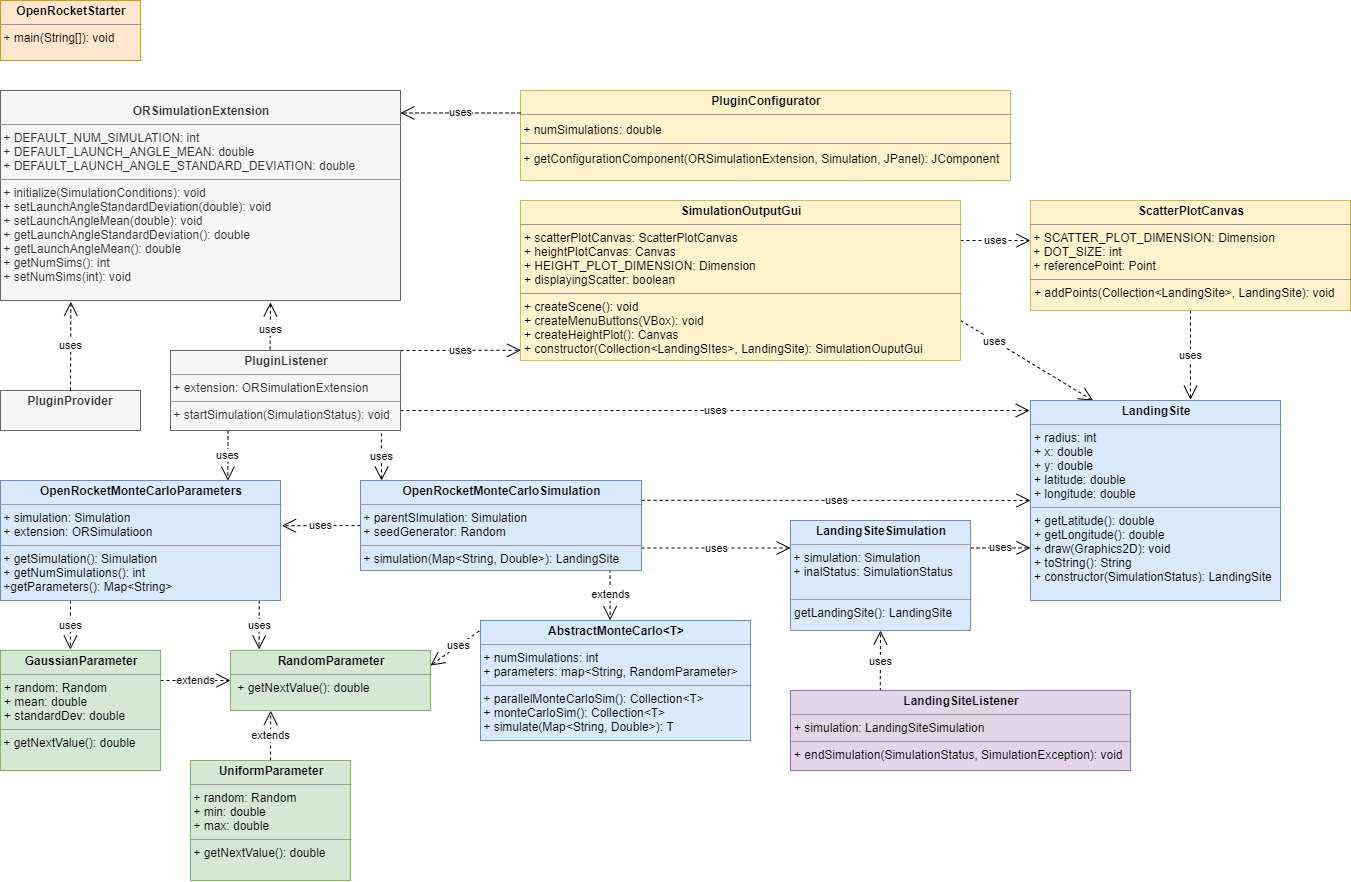 OpenRocketStarter
+ main(String[]): void
ORSimulationExtension
+ DEFAULT_NUM_SIMULATION: int
+ DEFAULT_LAUNCH_ANGLE_MEAN: double
+ DEFAULT_LAUNCH_ANGLE_STANDARD_DEVIATION: double
+ initialize(SimulationConditions): void
+ setLaunchAngleStandardDeviation(double): void
+ setLaunchAngleMean(double): void
+ getLaunchAngleStandardDeviation(): double
+ getLaunchAngleMean(): double
+ getNumSims(): int
+ setNumSims(int): void
uses
PluginConfigurator
+ numSimulations: double
+ getConfigurationComponent(ORSimulationExtension, Simulation, JPanel): JComponent
SimulationOutputGui
+ scatterPlotCanvas: ScatterPlotCanvas
+ heightPlotCanvas: Canvas
+ HEIGHT_PLOT_DIMENSION: Dimension
+ displayingScatter: boolean
+ createScene(): void
+ createMenuButtons(VBox): void
+ createHeightPlot(): Canvas
+ constructor(Collection<LandingSItes>, LandingSite): SimulationOuputGui
uses
ScatterPlotCanvas
+ SCATTER_PLOT_DIMENSION: Dimension
+ DOT_SIZE: int
+ referencePoint: Point
+ addPoints(Collection<LandingSite>, LandingSite): void
uses
uses
uses
uses
uses
PluginProvider
PluginListener
+ extension: ORSimulationExtension
+ startSimulation(SimulationStatus): void
uses
uses
uses
LandingSite
+ radius: int
+ x: double
+ y: double
+ latitude: double
+ longitude: double
+ getLatitude(): double
+ getLongitude(): double
+ draw(Graphics2D): void
+ toString(): String
+ constructor(SimulationStatus): LandingSite
OpenRocketMonteCarloParameters
+ simulation: Simulation
+ extension: ORSimulatioon
+ getSimulation(): Simulation
+ getNumSimulations(): int
+getParameters(): Map<String>
uses
OpenRocketMonteCarloSimulation
+ parentSImulation: Simulation
+ seedGenerator: Random
+ simulation(Map<String, Double>): LandingSite
uses
uses
LandingSiteSimulation
+ simulation: Simulation
+ inalStatus: SimulationStatus
getLandingSite(): LandingSite
uses
extends
uses
uses
uses
uses
GaussianParameter
+ random: Random
+ mean: double
+ standardDev: double
+ getNextValue(): double
extends
RandomParameter
+ getNextValue(): double
AbstractMonteCarlo<T>
+ numSimulations: int
+ parameters: map<String, RandomParameter>
+ parallelMonteCarloSim(): Collection<T>
+ monteCarloSim(): Collection<T>
+ simulate(Map<String, Double>): T
LandingSiteListener
+ simulation: LandingSiteSimulation
+ endSimulation(SimulationStatus, SimulationException): void
extends
UniformParameter
+ random: Random
+ min: double
+ max: double
+ getNextValue(): double